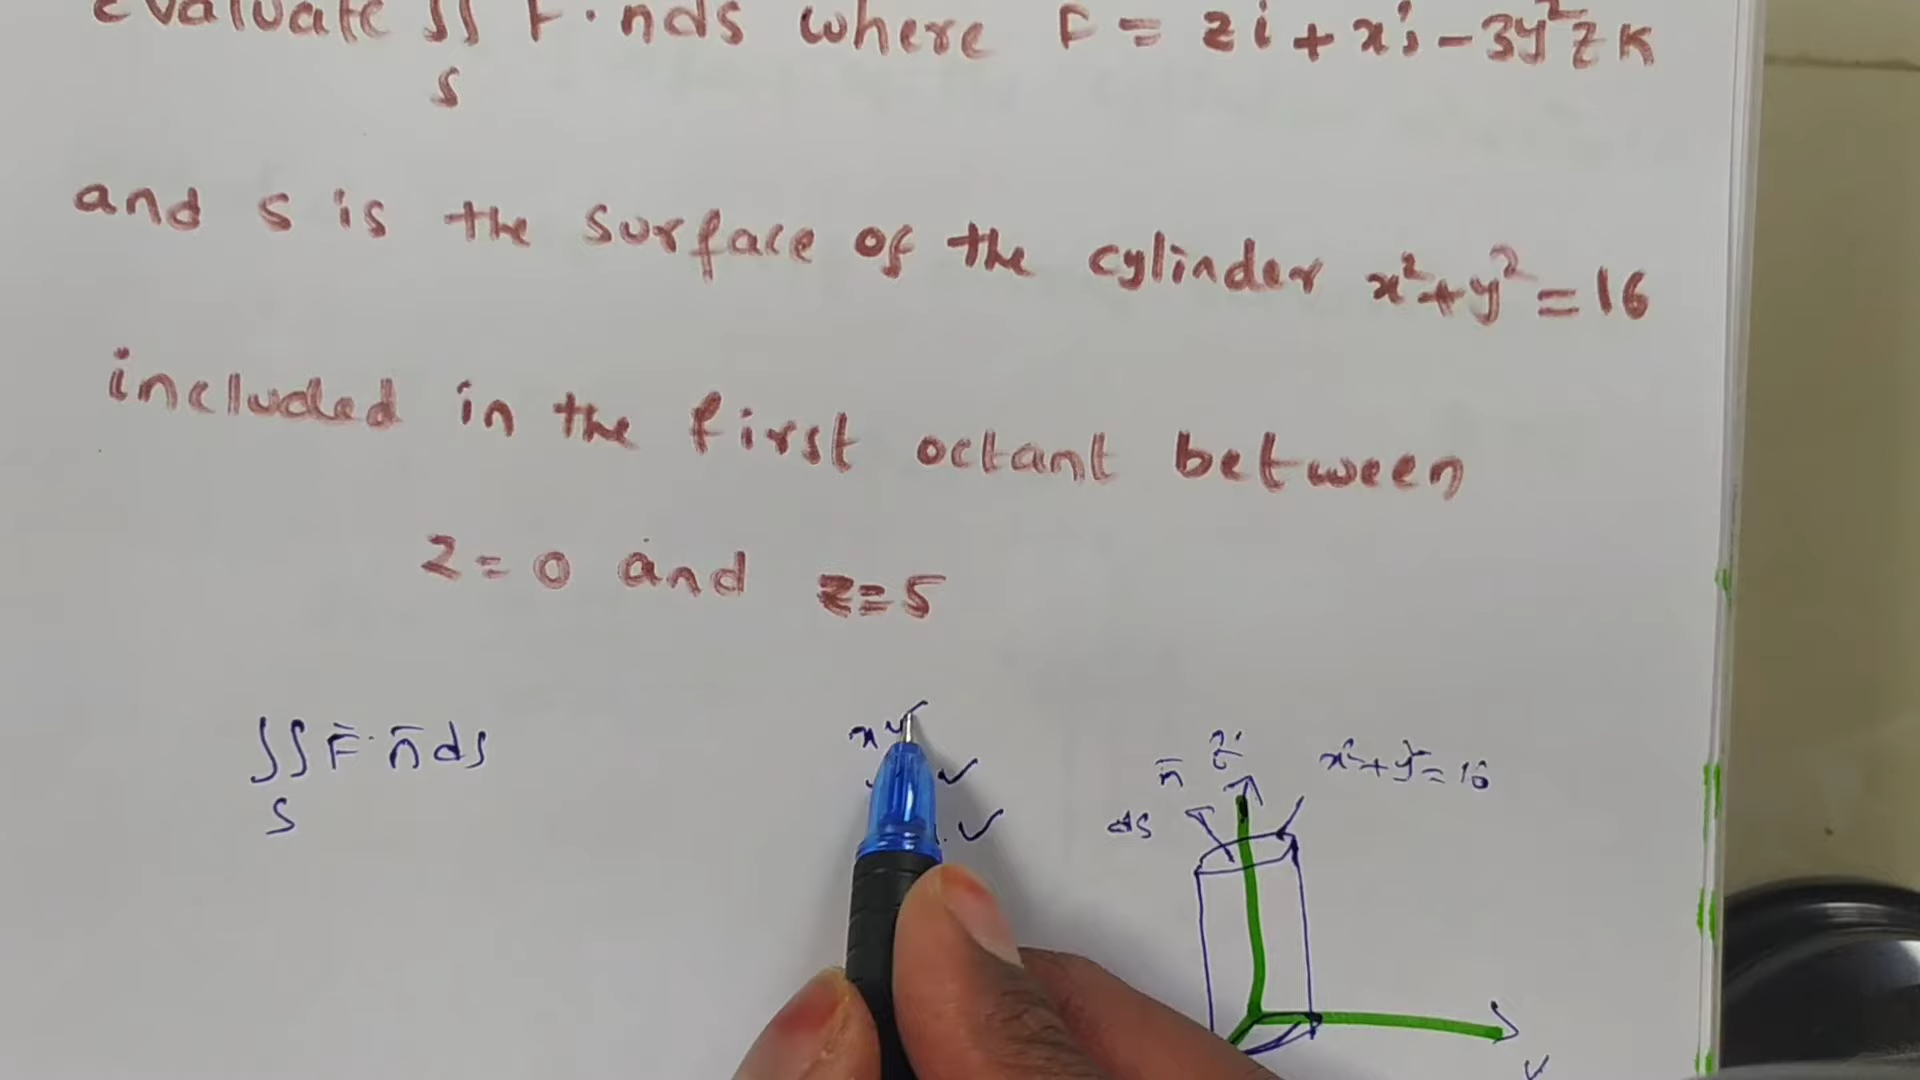 evaluate ∫∫ F · nds where F = zi + xj - 3y²zk
S
and s is the surface of the cylinder x²+y² = 16
included in the first octant between
z = 0 and z = 5
∫∫ F̄ · n̄ ds
S
x
n̄ z
x²+y² = 16
ds
y